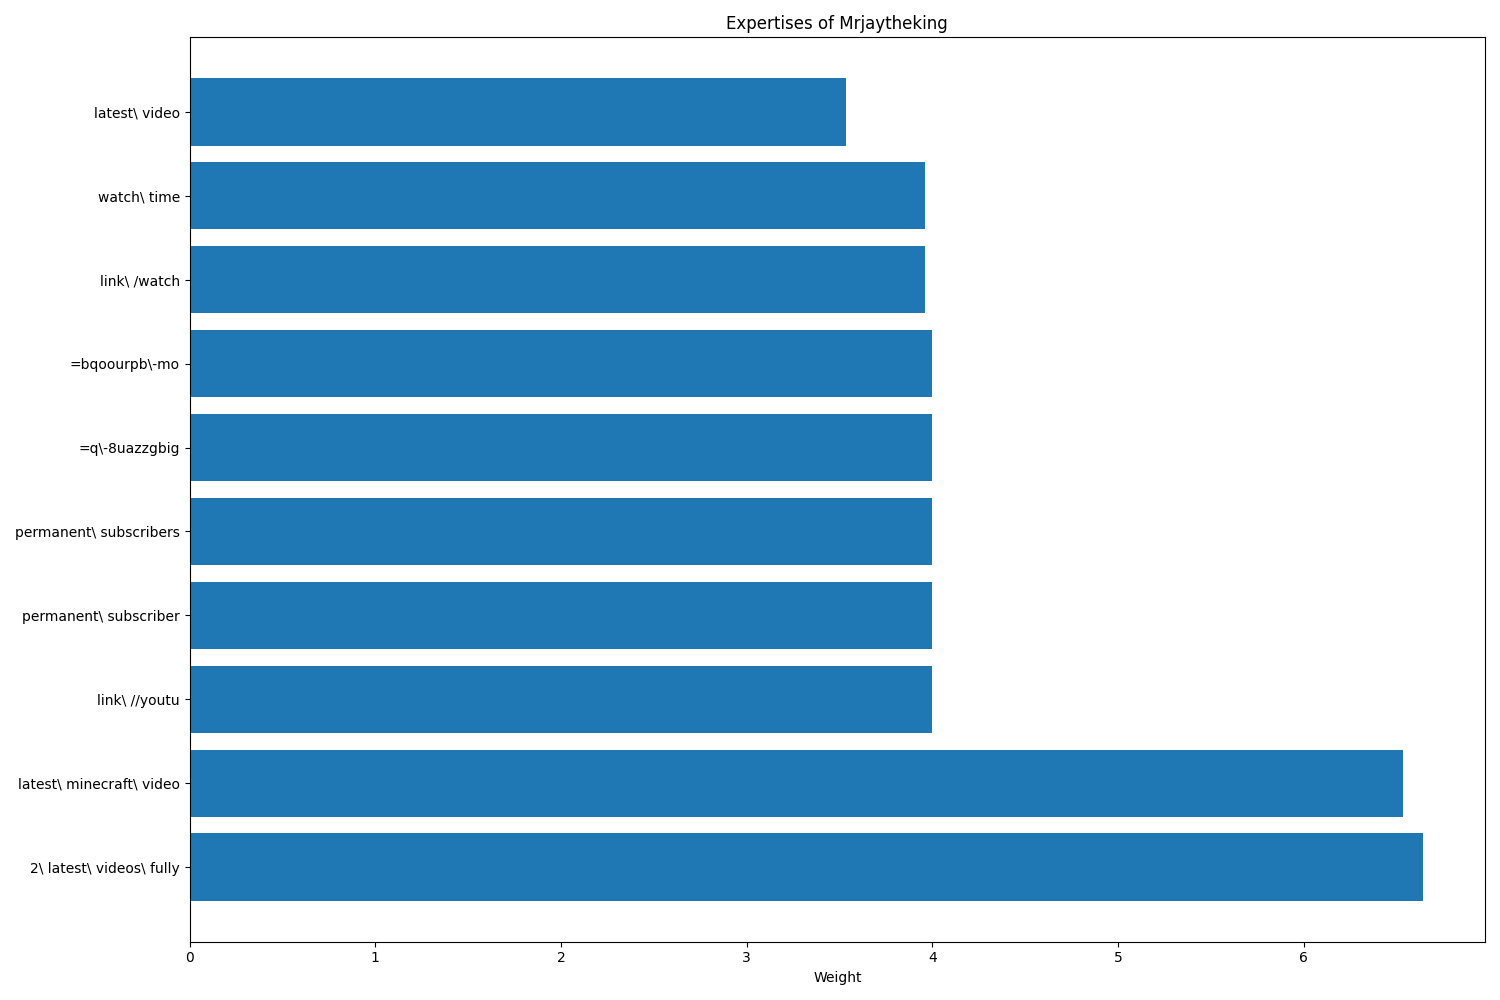 Expertises of Mrjaytheking
latest\ video
watch\ time
link\ /watch
=bqoourpb\-mo
=q\-8uazzgbig
permanent\ subscribers
permanent\ subscriber
link\ //youtu
latest\ minecraft\ video
2\ latest\ videos\ fully
0 1 2 3 4 5 6
Weight